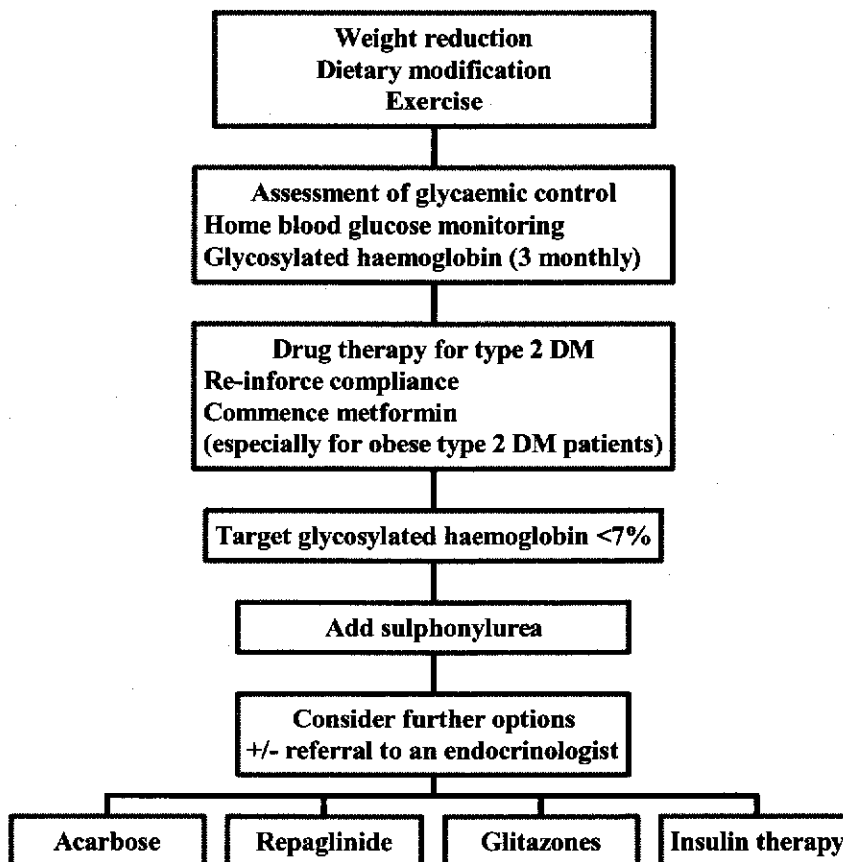 Weight reduction
Dietary modification
Exercise
Assessment of glycaemic control
Home blood glucose monitoring
Glycosylated haemoglobin (3 monthly)
Drug therapy for type 2 DM
Re-inforce compliance
Commence metformin
(especially for obese type 2 DM patients)
Target glycosylated haemoglobin <7%
Add sulphonylurea
Consider further options
+/- referral to an endocrinologist
Acarbose
Repaglinide
Glitazones
Insulin therapy